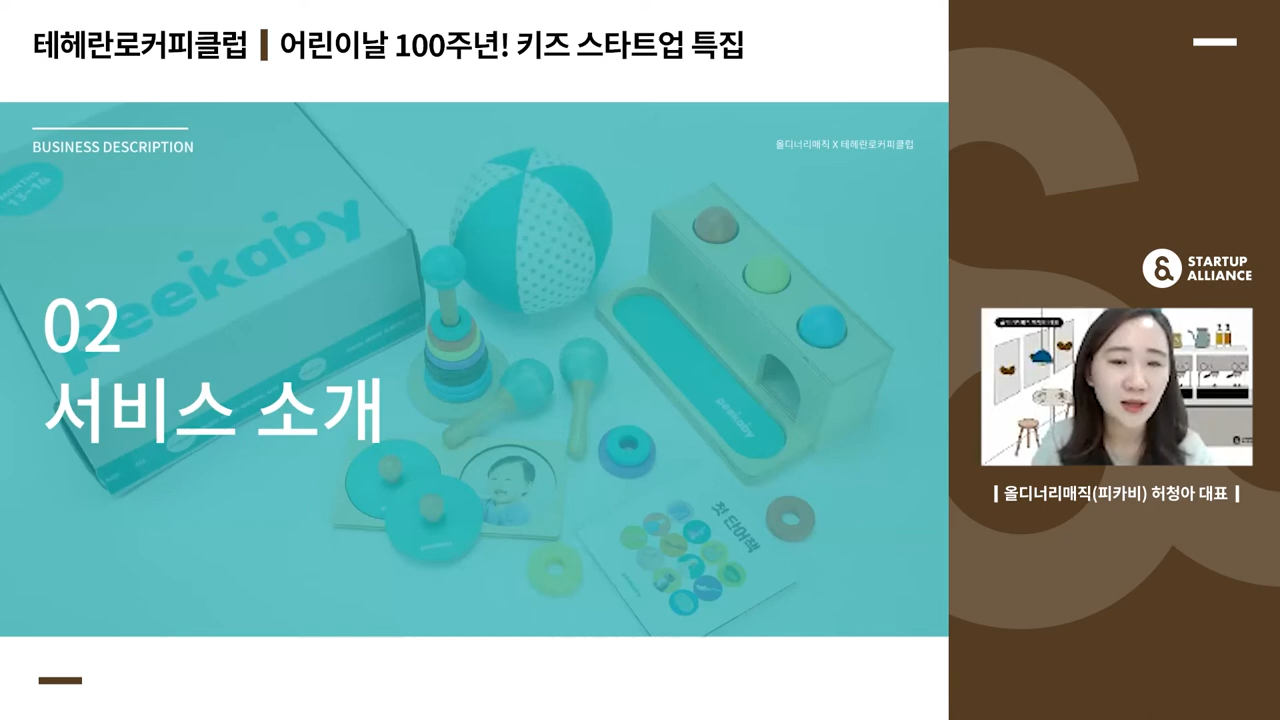 테헤란로커피클럽 | 어린이날 100주년! 키즈 스타트업 특집
BUSINESS DESCRIPTION
올디너리매직 X 테헤란로커피클럽
MONTHS
13-16
peekaby
02
서비스 소개
peekaby
첫 단어책
STARTUP
ALLIANCE
올디너리매직(피카비) 허청아 대표